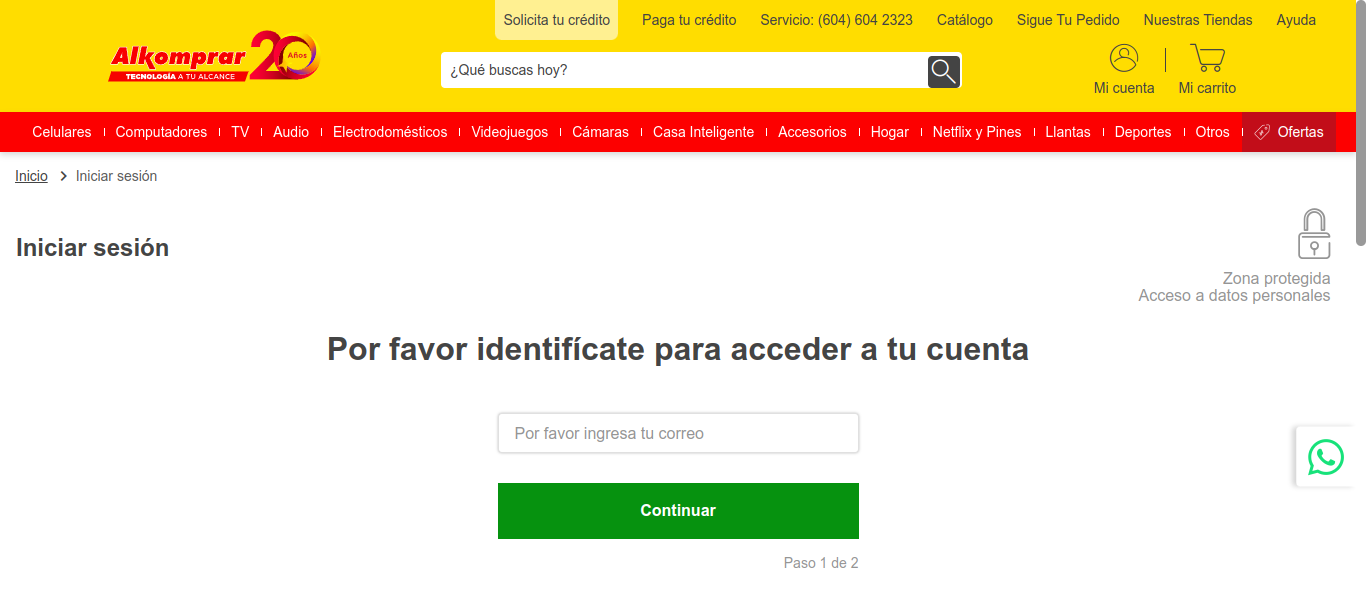 Solicita tu crédito Paga tu crédito Servicio: (604) 604 2323 Catálogo Sigue Tu Pedido Nuestras Tiendas Ayuda
Alkomprar 20 Años
TECNOLOGÍA A TU ALCANCE
¿Qué buscas hoy?
Mi cuenta Mi carrito
Celulares Computadores TV Audio Electrodomésticos Videojuegos Cámaras Casa Inteligente Accesorios Hogar Netflix y Pines Llantas Deportes Otros Ofertas
Inicio Iniciar sesión
Iniciar sesión
Zona protegida
Acceso a datos personales
Por favor identifícate para acceder a tu cuenta
Por favor ingresa tu correo
Continuar
Paso 1 de 2